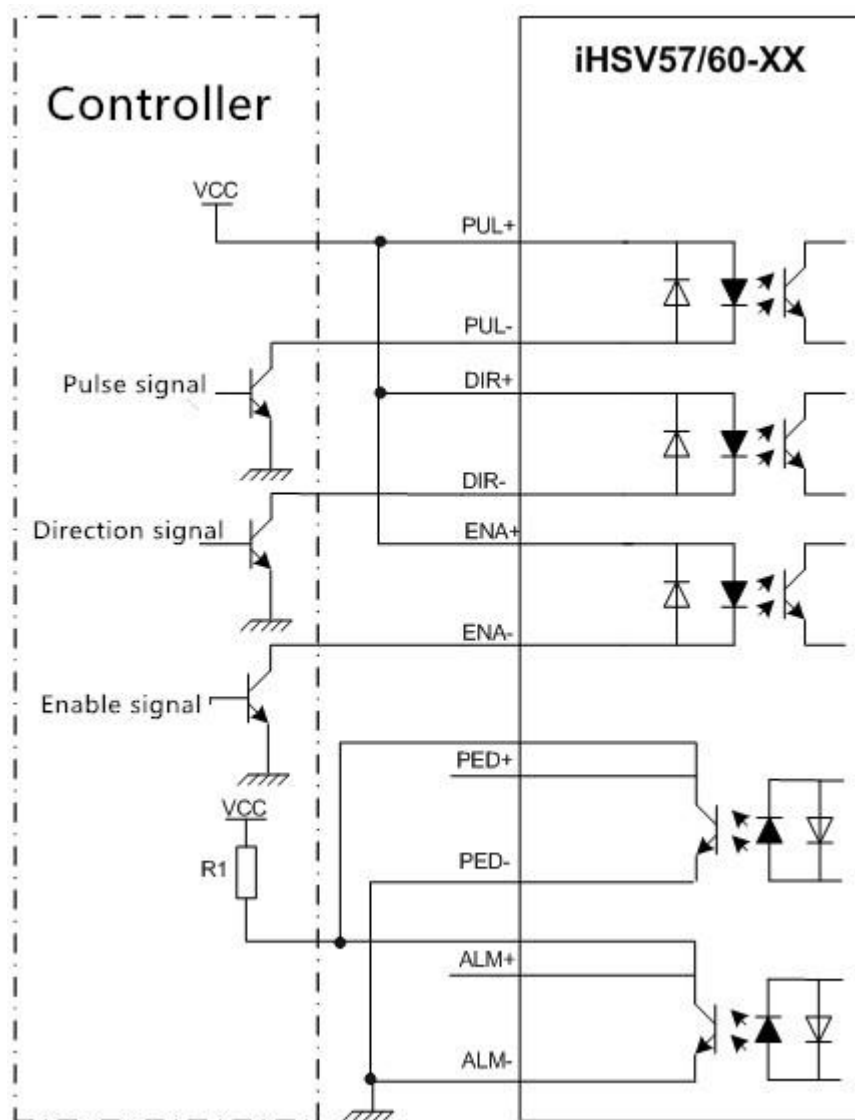 iHSV57/60-XX
Controller
VCC
PUL+
PUL-
Pulse signal
DIR+
DIR-
Direction signal
ENA+
ENA-
Enable signal
PED+
VCC
R1
PED-
ALM+
ALM-